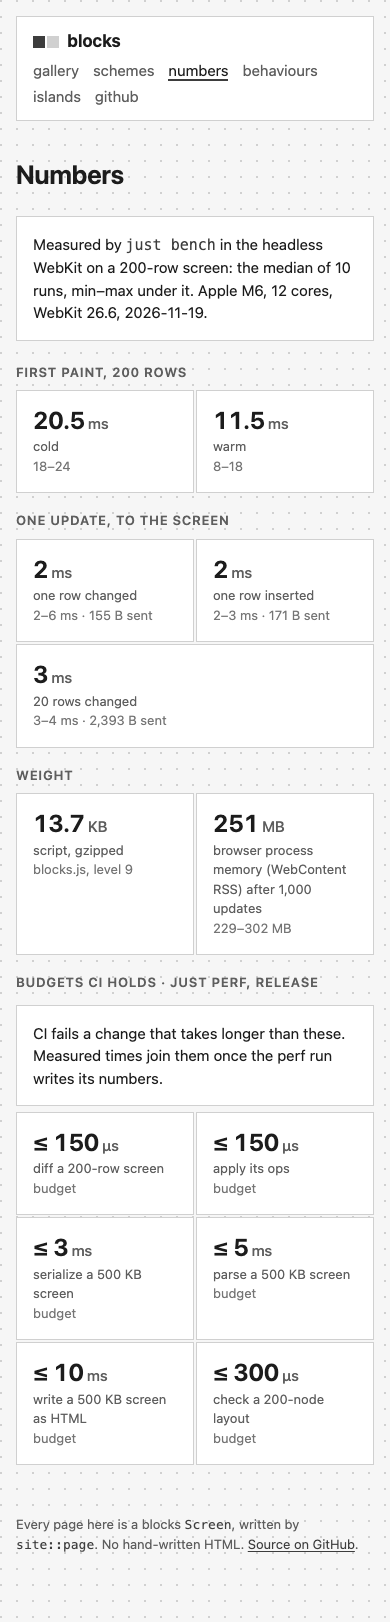 blocks
gallery schemes numbers behaviours
islands github
Numbers
Measured by just bench in the headless
WebKit on a 200-row screen: the median of 10
runs, min–max under it. Apple M6, 12 cores,
WebKit 26.6, 2026-11-19.
FIRST PAINT, 200 ROWS
20.5 ms
cold
18–24
11.5 ms
warm
8–18
ONE UPDATE, TO THE SCREEN
2 ms
one row changed
2–6 ms · 155 B sent
2 ms
one row inserted
2–3 ms · 171 B sent
3 ms
20 rows changed
3–4 ms · 2,393 B sent
WEIGHT
13.7 KB
script, gzipped
blocks.js, level 9
251 MB
browser process
memory (WebContent
RSS) after 1,000
updates
229–302 MB
BUDGETS CI HOLDS · JUST PERF, RELEASE
CI fails a change that takes longer than these.
Measured times join them once the perf run
writes its numbers.
≤ 150 µs
diff a 200-row screen
budget
≤ 150 µs
apply its ops
budget
≤ 3 ms
serialize a 500 KB
screen
budget
≤ 5 ms
parse a 500 KB screen
budget
≤ 10 ms
write a 500 KB screen
as HTML
budget
≤ 300 µs
check a 200-node
layout
budget
Every page here is a blocks Screen, written by
site::page. No hand-written HTML. Source on GitHub.